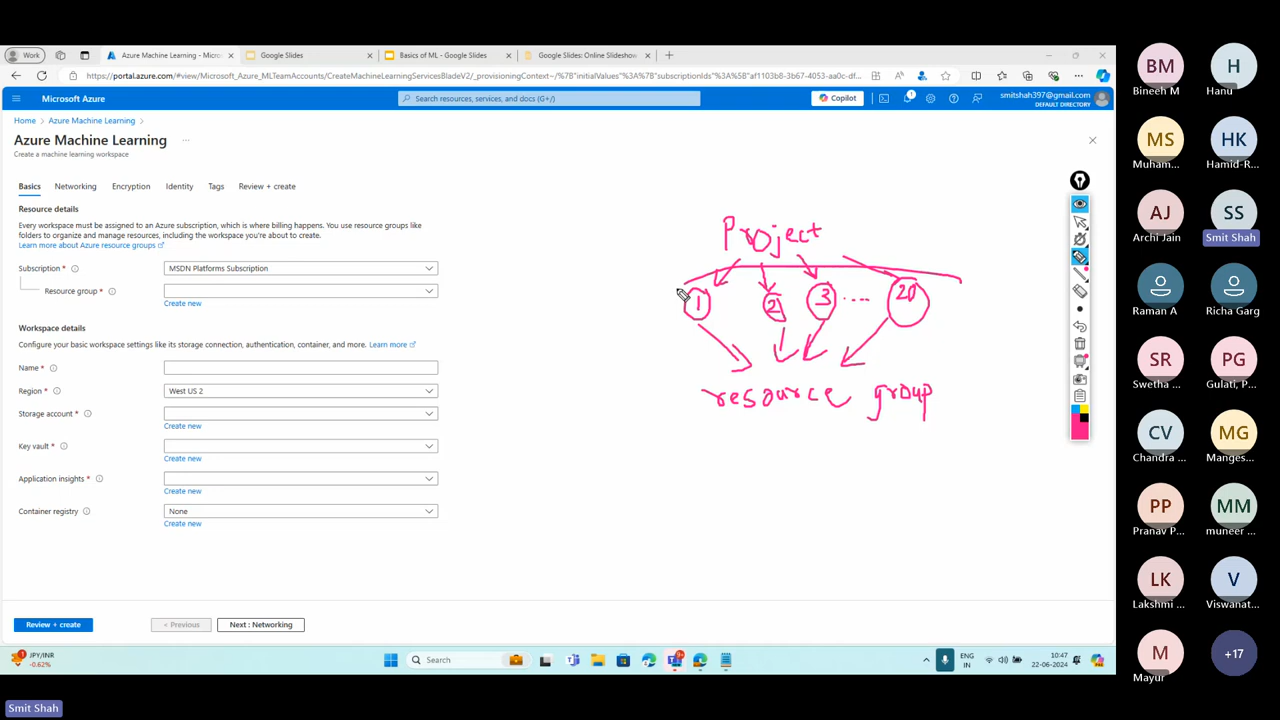 Work
Azure Machine Learning - Micros
Google Slides
Basics of ML - Google Slides
Google Slides: Online Slideshow
https://portal.azure.com/#view/Microsoft_Azure_MLTeamAccounts/CreateMachineLearningServicesBladeV2/_provisioningContext~/%7B"initialValues"%3A%7B"subscriptionIds"%3A%5B"af1103b8-3b67-4053-aa0c-df...
Microsoft Azure
Search resources, services, and docs (G+/)
Copilot
1
smitshah397@gmail.com
DEFAULT DIRECTORY
Home > Azure Machine Learning >
Azure Machine Learning ...
Create a machine learning workspace
Basics Networking Encryption Identity Tags Review + create
Resource details
Every workspace must be assigned to an Azure subscription, which is where billing happens. You use resource groups like
folders to organize and manage resources, including the workspace you're about to create.
Learn more about Azure resource groups
Subscription * MSDN Platforms Subscription
Resource group *
Create new
Workspace details
Configure your basic workspace settings like its storage connection, authentication, container, and more. Learn more
Name *
Region * West US 2
Storage account *
Create new
Key vault *
Create new
Application insights *
Create new
Container registry None
Create new
Review + create
< Previous
Next : Networking
Project
1 2 3 .... 20
resource group
1
JPY/INR
-0.62%
Search
ENG
IN
10:47
22-06-2024
BM
Bineeh M
H
Hanu
MS
Muham...
HK
Hamid-R...
AJ
Archi Jain
SS
Smit Shah
Raman A
Richa Garg
SR
Swetha ...
PG
Gulati, P...
CV
Chandra ...
MG
Manges...
PP
Pranav P...
MM
muneer ...
LK
Lakshmi ...
V
Viswanat...
M
Mayur
+17
Smit Shah